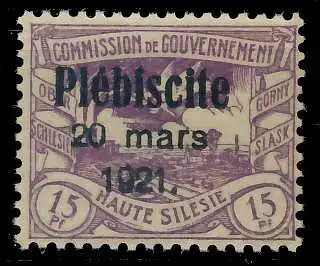 COMMISSION DE GOUVERNEMENT
Plébiscite
OBER
GORNY
20 mars
SCHLESIEN
SLASK
1921.
15
Pf
HAUTE SILESIE
15
Pf